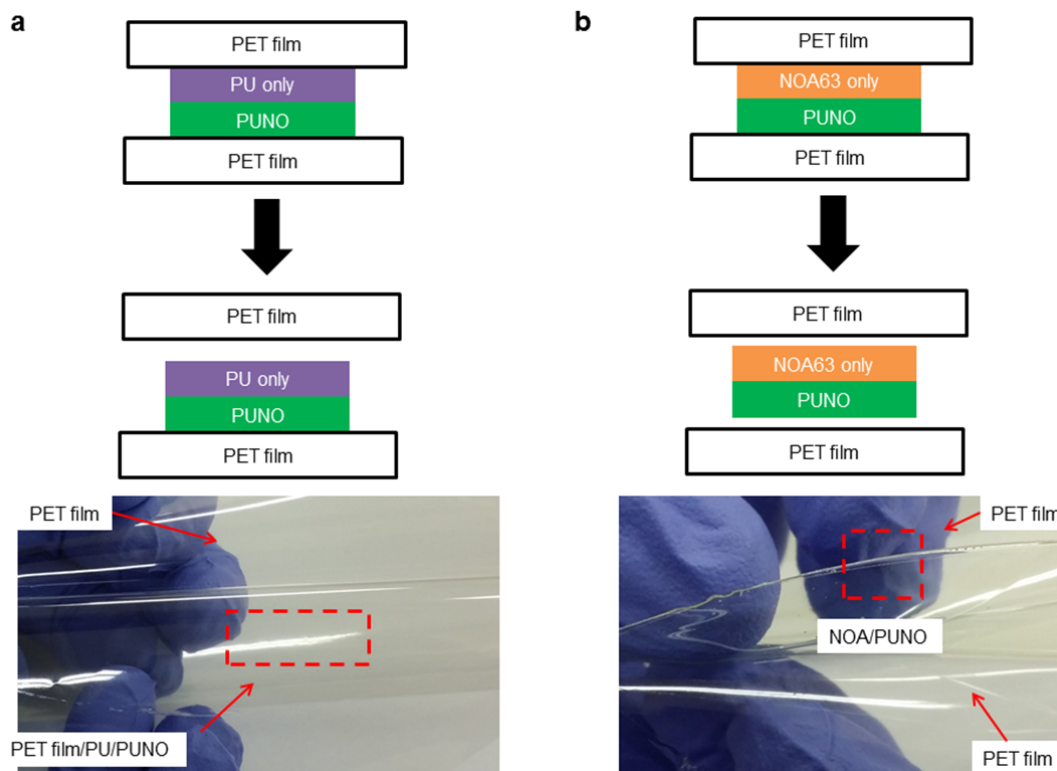 a
PET film
PU only
PUNO
PET film
PET film
PU only
PUNO
PET film
PET film
PET film/PU/PUNO
b
PET film
NOA63 only
PUNO
PET film
PET film
NOA63 only
PUNO
PET film
PET film
NOA/PUNO
PET film